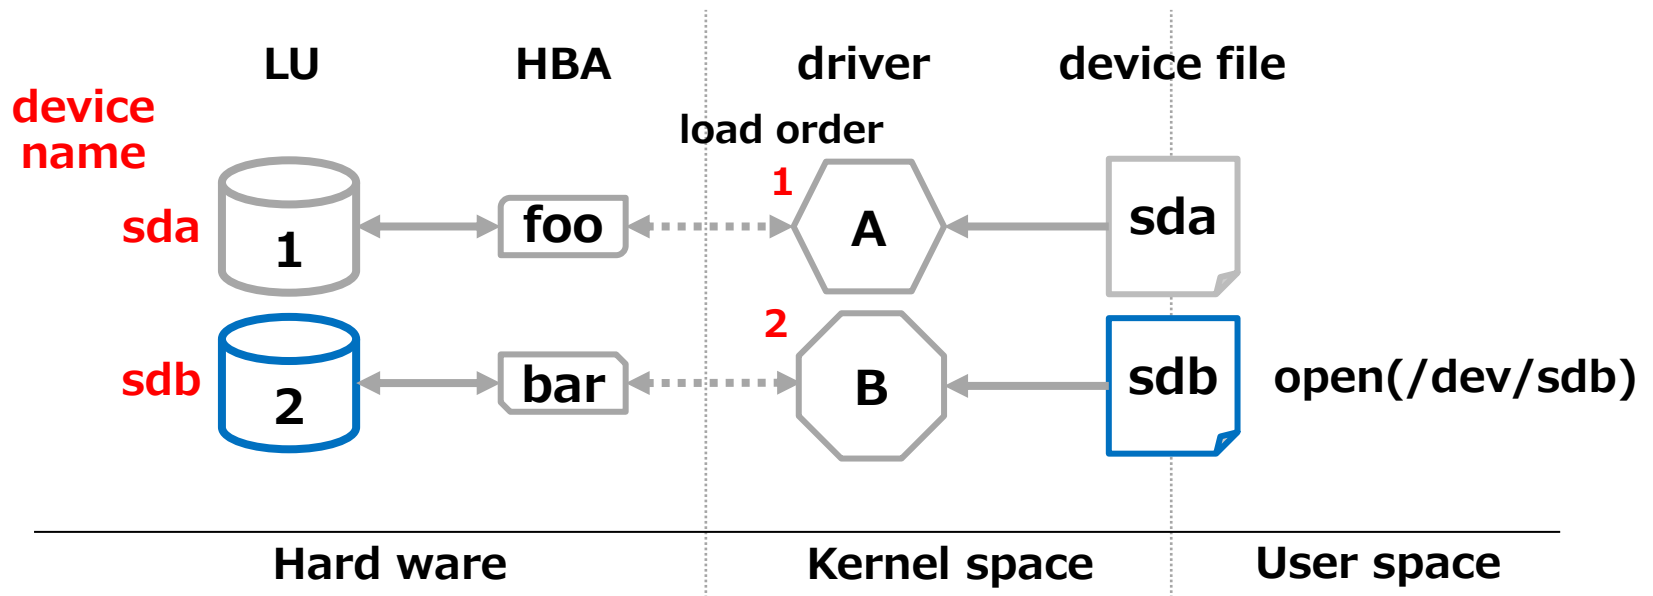 LU
HBA
driver
device file
device
name
load order
sda
1
foo
1
A
sda
sdb
2
bar
2
B
sdb
open(/dev/sdb)
Hard ware
Kernel space
User space